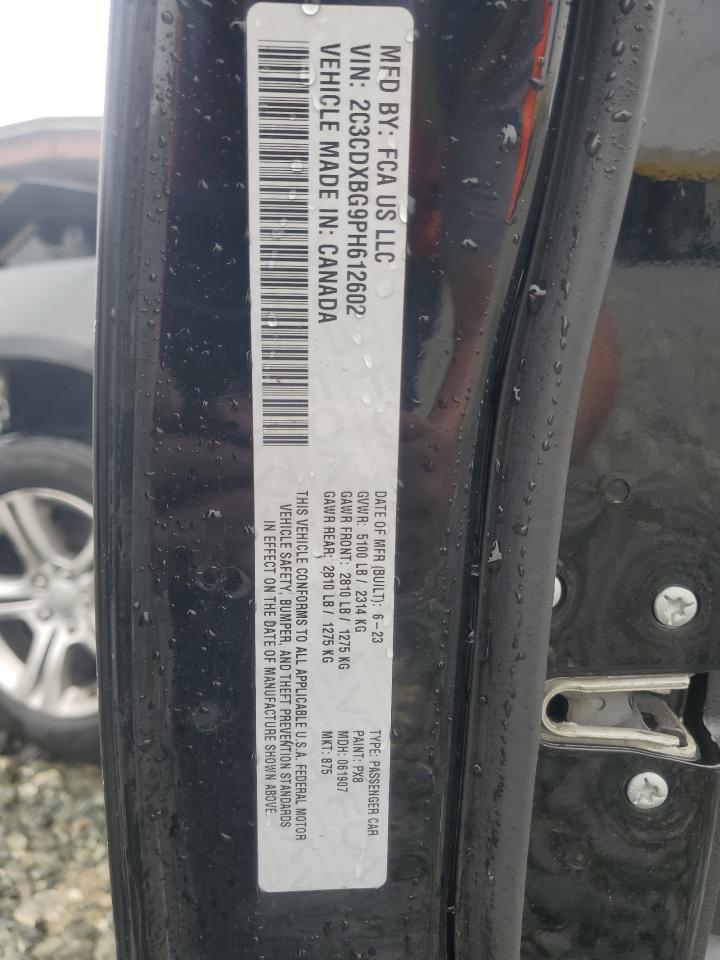 MFD BY: FCA US LLC
VIN: 2C3CDXBG9PH612602
VEHICLE MADE IN: CANADA
DATE OF MFR (BUILT): 6-23
GVWR: 5100 LB / 2314 KG
GAWR FRONT: 2810 LB / 1275 KG
GAWR REAR: 2810 LB / 1275 KG
THIS VEHICLE CONFORMS TO ALL APPLICABLE U.S.A. FEDERAL MOTOR
VEHICLE SAFETY, BUMPER, AND THEFT PREVENTION STANDARDS
IN EFFECT ON THE DATE OF MANUFACTURE SHOWN ABOVE.
TYPE: PASSENGER CAR
PAINT: PX8
MDH: 061907
MKT: 875